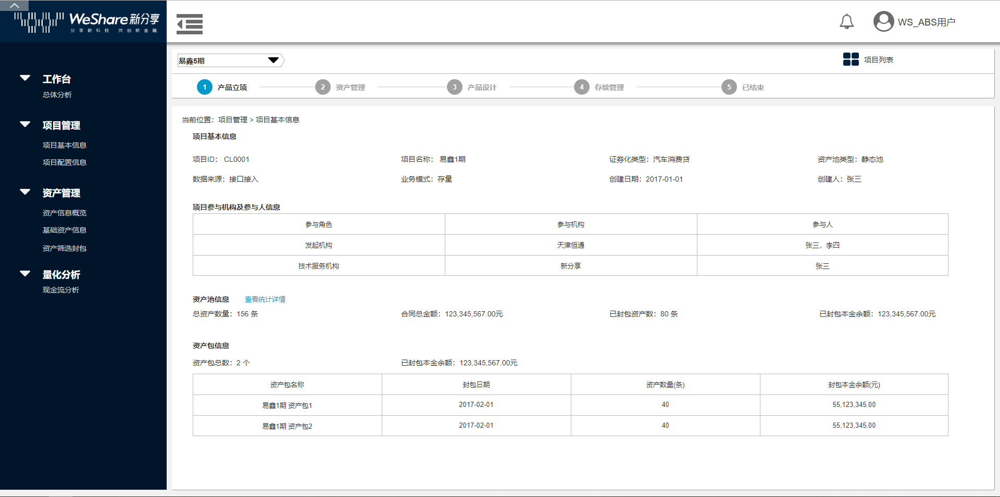 WeShare新分享
分享新科技 共创新金融
WS_ABS用户
工作台
总体分析
项目管理
项目基本信息
项目配置信息
资产管理
资产信息概览
基础资产信息
资产筛选封包
量化分析
现金流分析
易鑫5期
项目列表
1 产品立项 2 资产管理 3 产品设计 4 存续管理 5 已结束
当前位置：项目管理 > 项目基本信息
项目基本信息
项目ID： CL0001 项目名称： 易鑫1期 证券化类型：汽车消费贷 资产池类型：静态池
数据来源：接口接入 业务模式：存量 创建日期：2017-01-01 创建人：张三
项目参与机构及参与人信息
参与角色 参与机构 参与人
发起机构 天津恒通 张三，李四
技术服务机构 新分享 张三
资产池信息 查看统计详情
总资产数量：156 条 合同总金额：123,345,567.00元 已封包资产数：80 条 已封包本金余额：123,345,567.00元
资产包信息
资产包总数：2 个 已封包本金余额：123,345,567.00元
资产包名称 封包日期 资产数量(条) 封包本金余额(元)
易鑫1期 资产包1 2017-02-01 40 55,123,345.00
易鑫1期 资产包2 2017-02-01 40 55,123,345.00